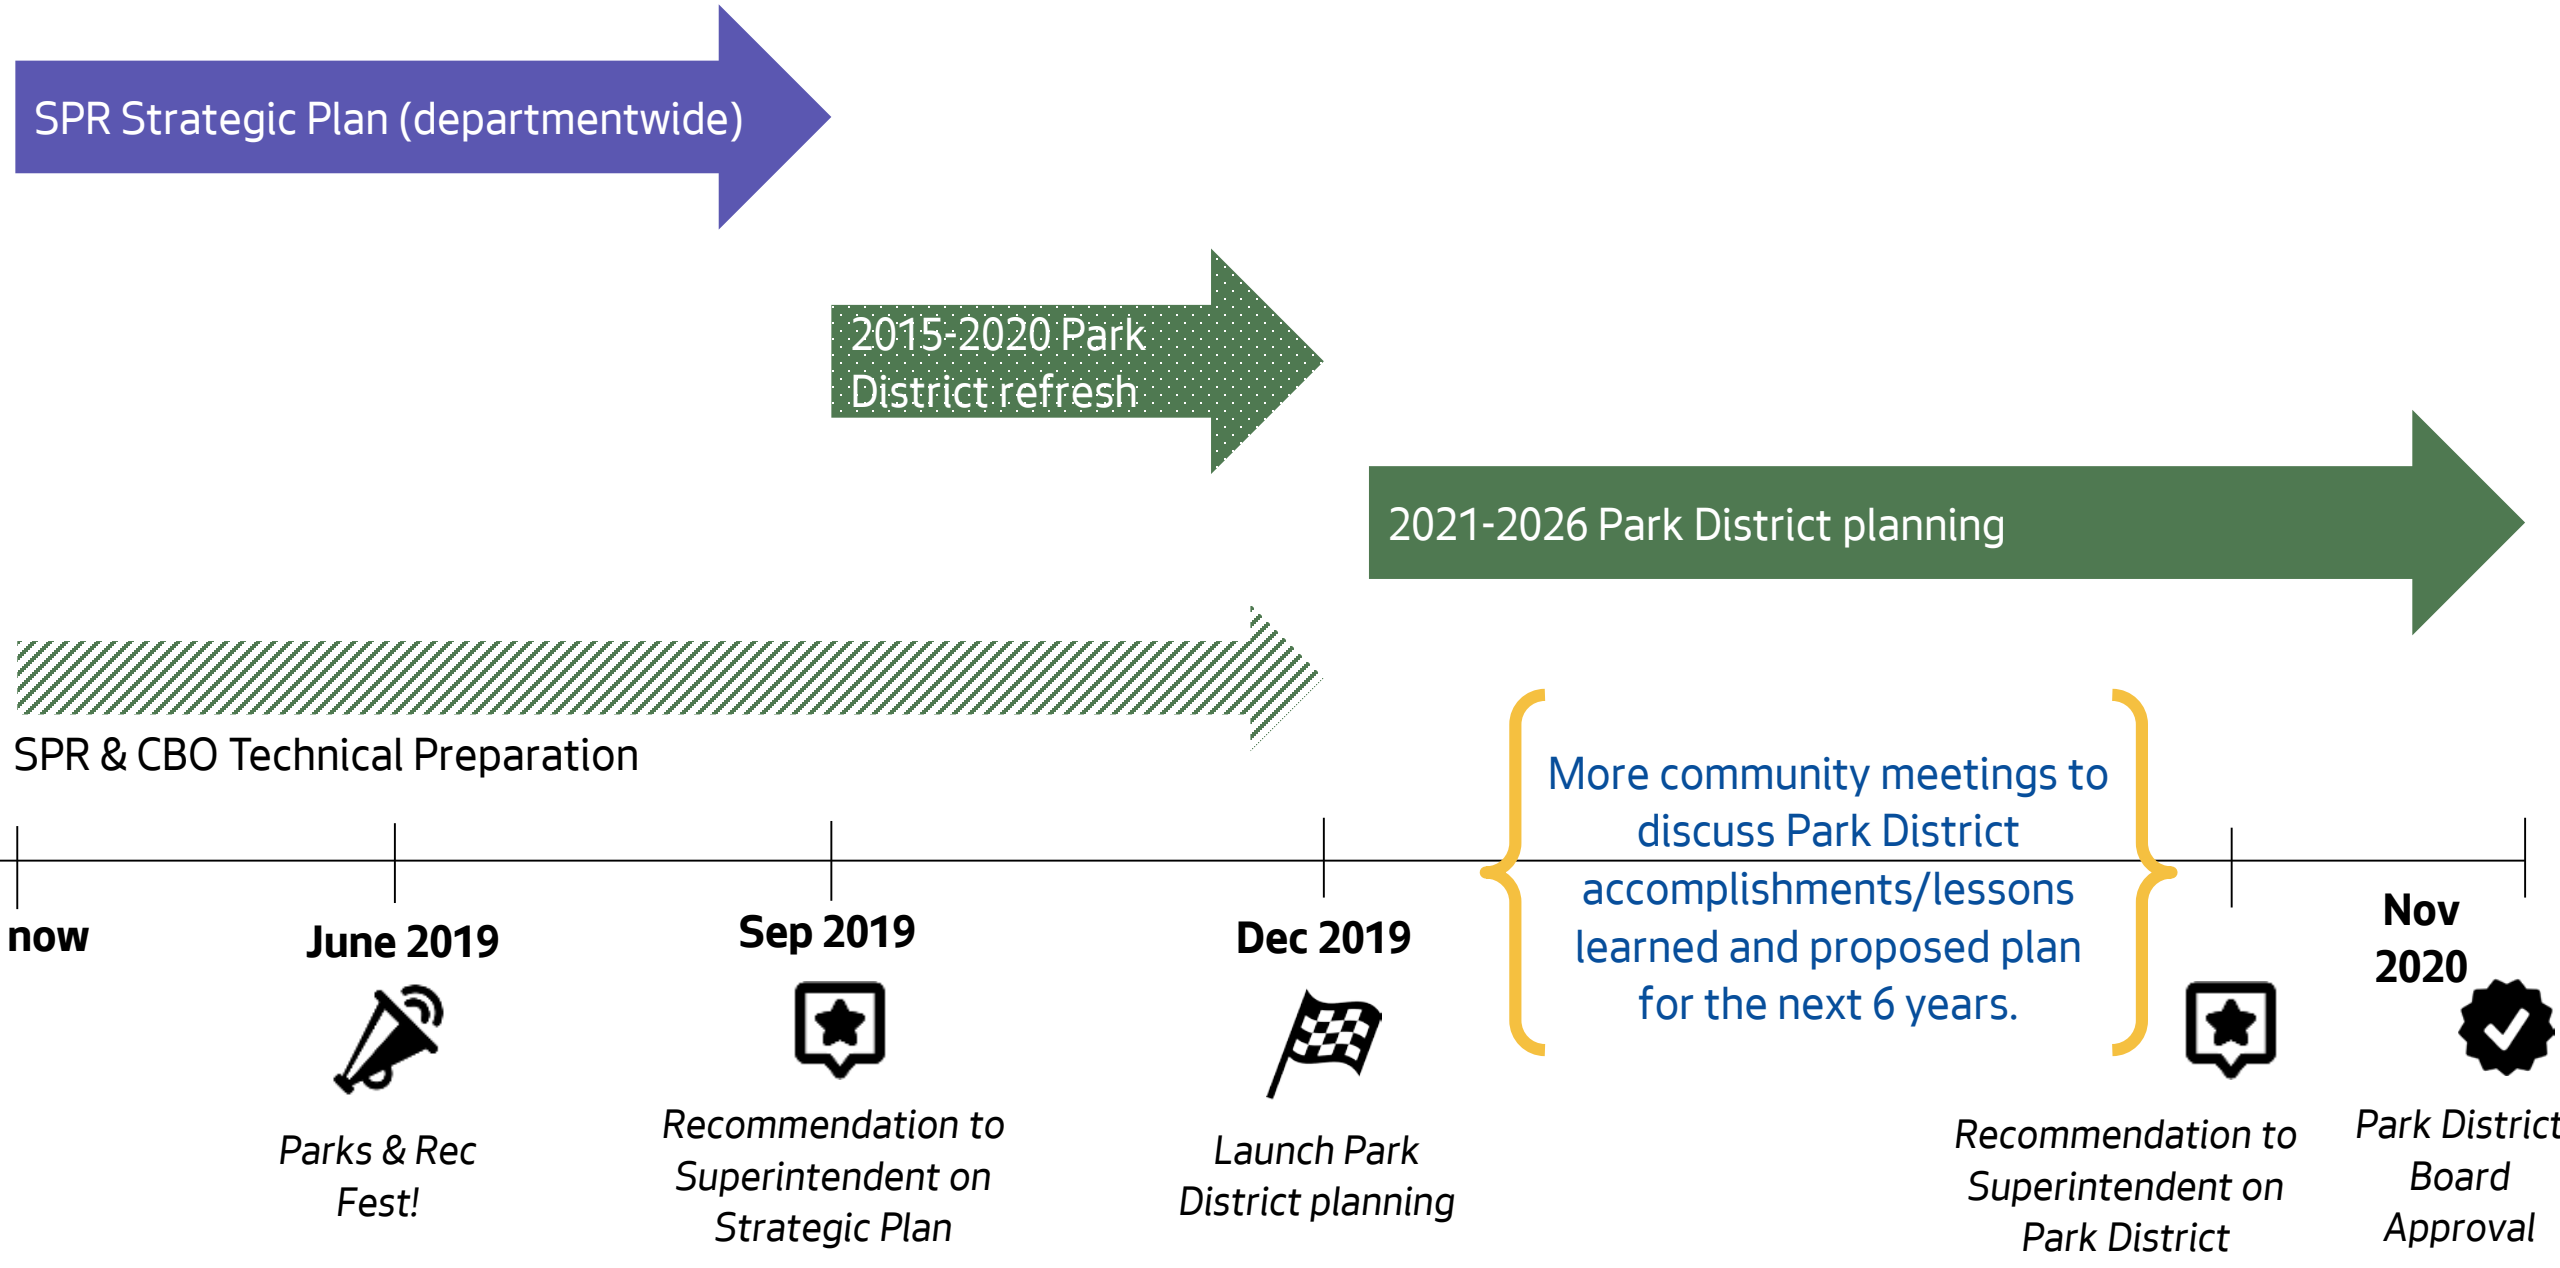 SPR Strategic Plan (departmentwide)
2015-2020 Park
District refresh
2021-2026 Park District planning
SPR & CBO Technical Preparation
More community meetings to
discuss Park District
accomplishments/lessons
learned and proposed plan
for the next 6 years.
now
June 2019
Sep 2019
Dec 2019
Nov
2020
Parks & Rec
Fest!
Recommendation to
Superintendent on
Strategic Plan
Launch Park
District planning
Recommendation to
Superintendent on
Park District
Park District
Board
Approval